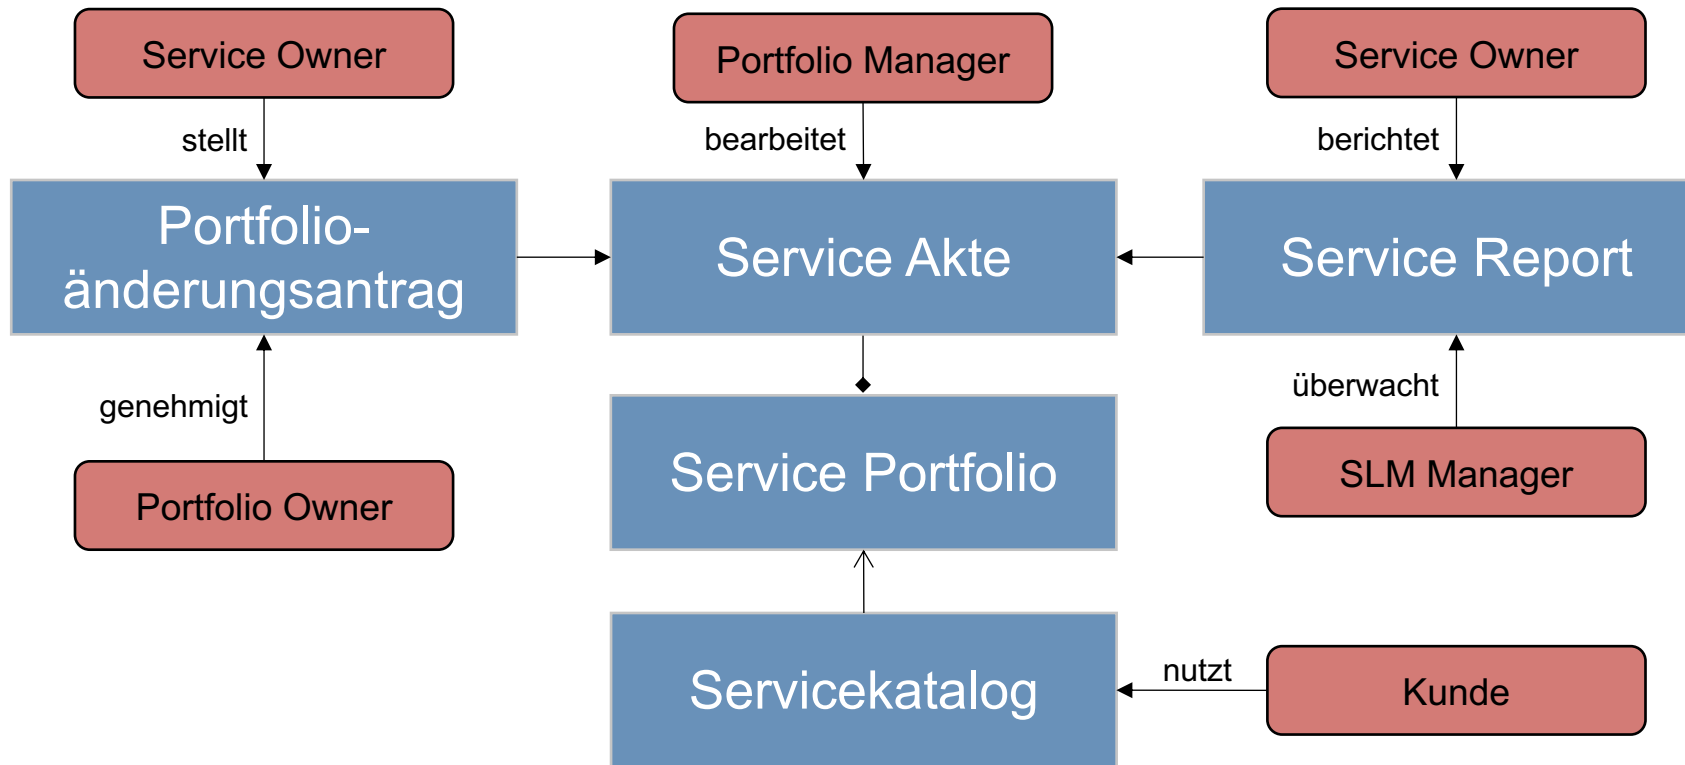 Service Owner
Portfolio Manager
Service Owner
stellt
bearbeitet
berichtet
Portfolio-
änderungsantrag
Service Akte
Service Report
genehmigt
überwacht
Portfolio Owner
Service Portfolio
SLM Manager
Servicekatalog
nutzt
Kunde